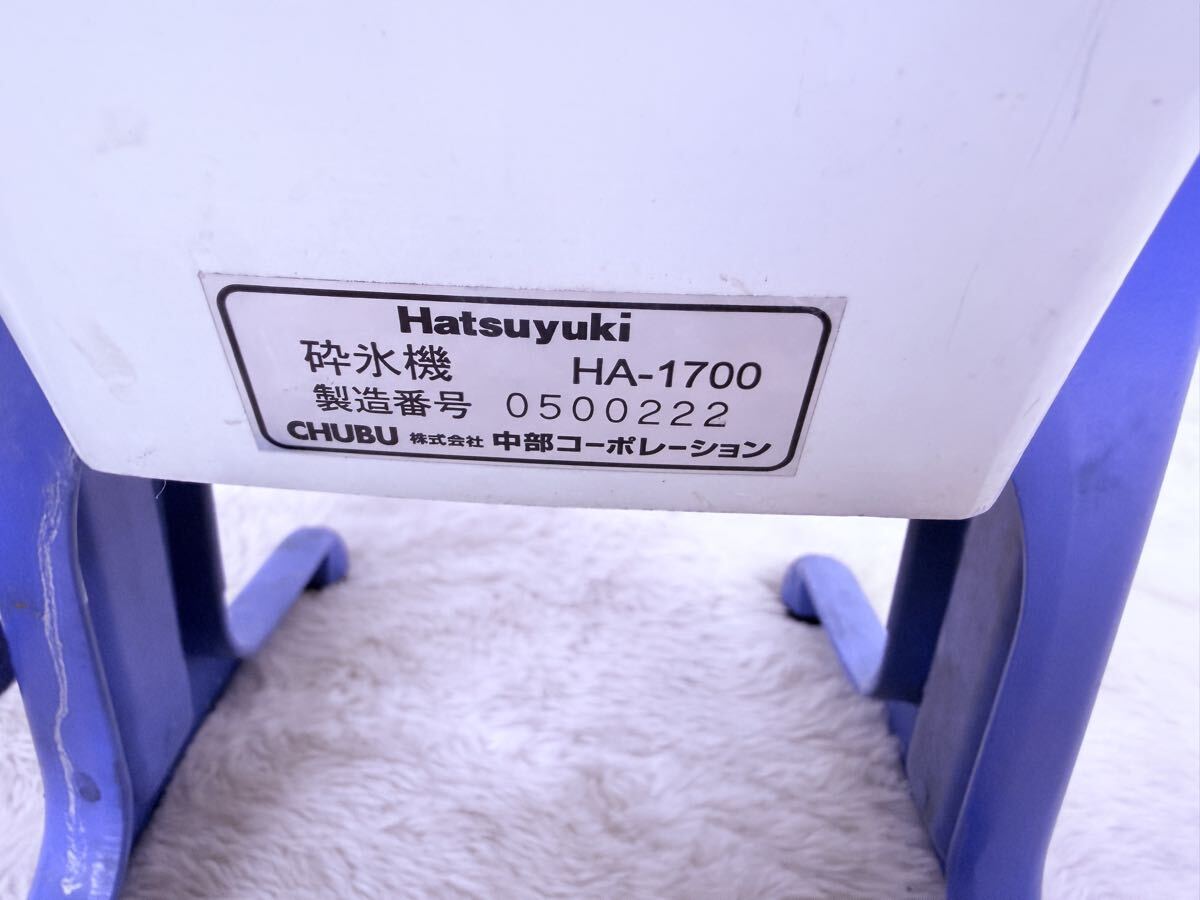 Hatsuyuki
砕氷機 HA-1700
製造番号 0500222
CHUBU 株式会社 中部コーポレーション